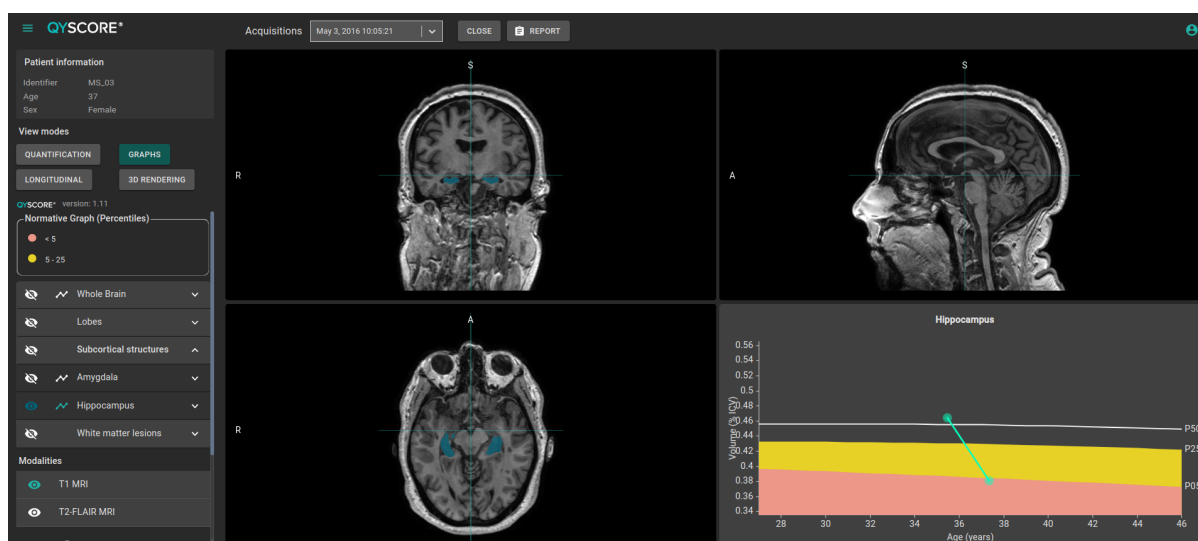 QYSCORE®
Acquisitions
May 3, 2016 10:05:21
CLOSE
REPORT
Patient information
Identifier MS_03
Age 37
Sex Female
View modes
QUANTIFICATION
GRAPHS
LONGITUDINAL
3D RENDERING
QYSCORE® version: 1.11
Normative Graph (Percentiles)
< 5
5 - 25
Whole Brain
Lobes
Subcortical structures
Amygdala
Hippocampus
White matter lesions
Modalities
T1 MRI
T2-FLAIR MRI
S
R
S
A
A
R
Hippocampus
Volume (% ICV)
0.56
0.54
0.52
0.5
0.48
0.46
0.44
0.42
0.4
0.38
0.36
0.34
P50
P25
P05
28 30 32 34 36 38 40 42 44 46
Age (years)